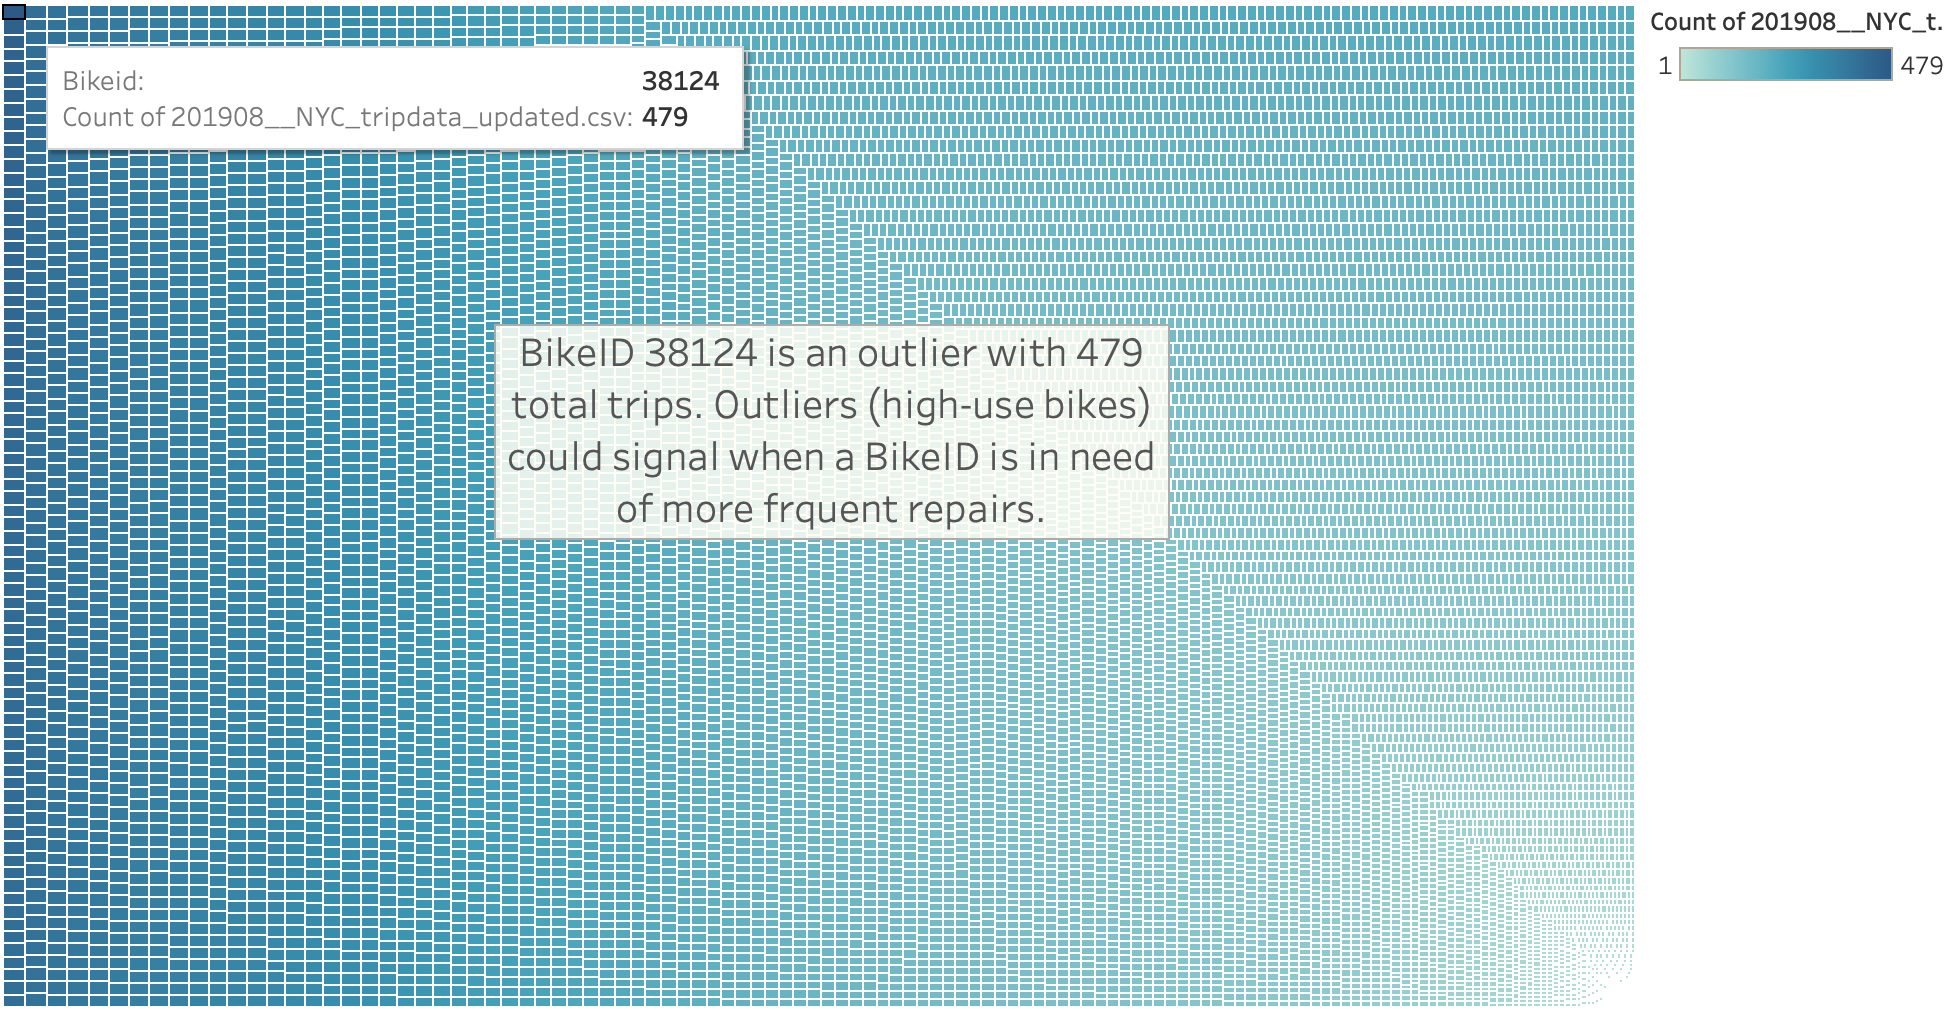 Count of 201908__NYC_t.
1 479
Bikeid: 38124
Count of 201908__NYC_tripdata_updated.csv: 479
BikeID 38124 is an outlier with 479
total trips. Outliers (high-use bikes)
could signal when a BikeID is in need
of more frquent repairs.